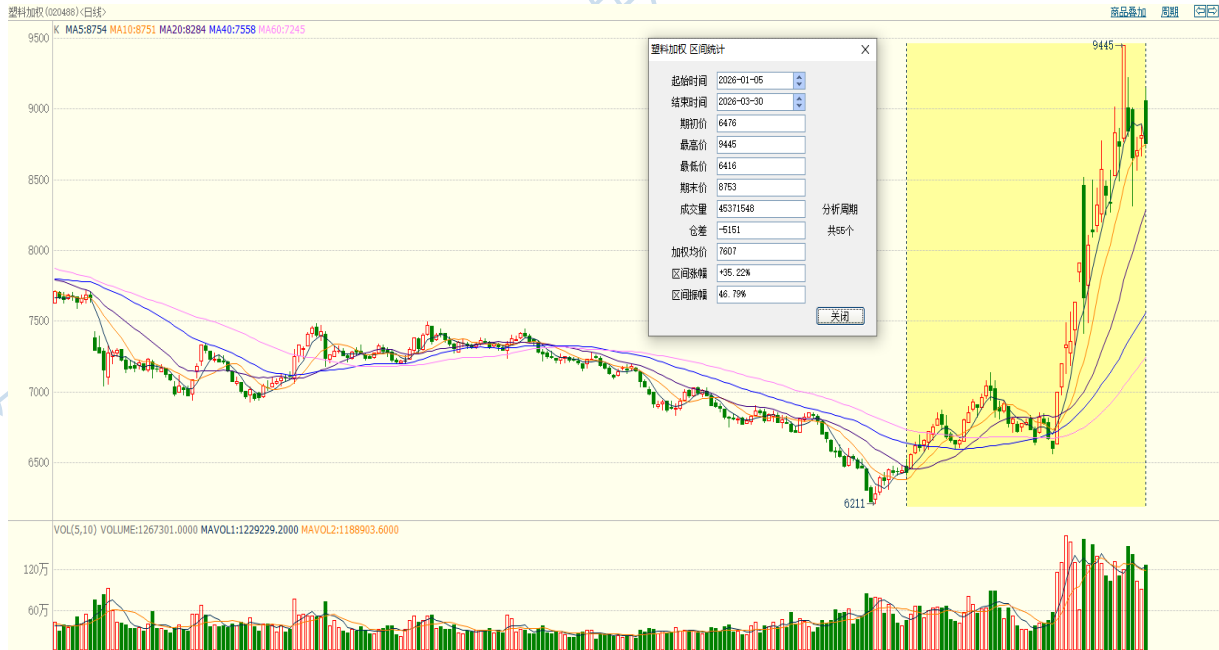 塑料加权(020488)<日线>
商品叠加 周期
K MA5:8754 MA10:8751 MA20:8284 MA40:7558 MA60:7245
9500
9000
8500
8000
7500
7000
6500
9445
6211
塑料加权 区间统计
起始时间 2026-01-05
结束时间 2026-03-30
期初价 6476
最高价 9445
最低价 6416
期末价 8753
成交量 45371548 分析周期
仓差 -5151 共55个
加权均价 7607
区间涨幅 +35.22%
区间振幅 46.79%
关闭
VOL(5,10) VOLUME:1267301.0000 MAVOL1:1229229.2000 MAVOL2:1188903.6000
120万
60万